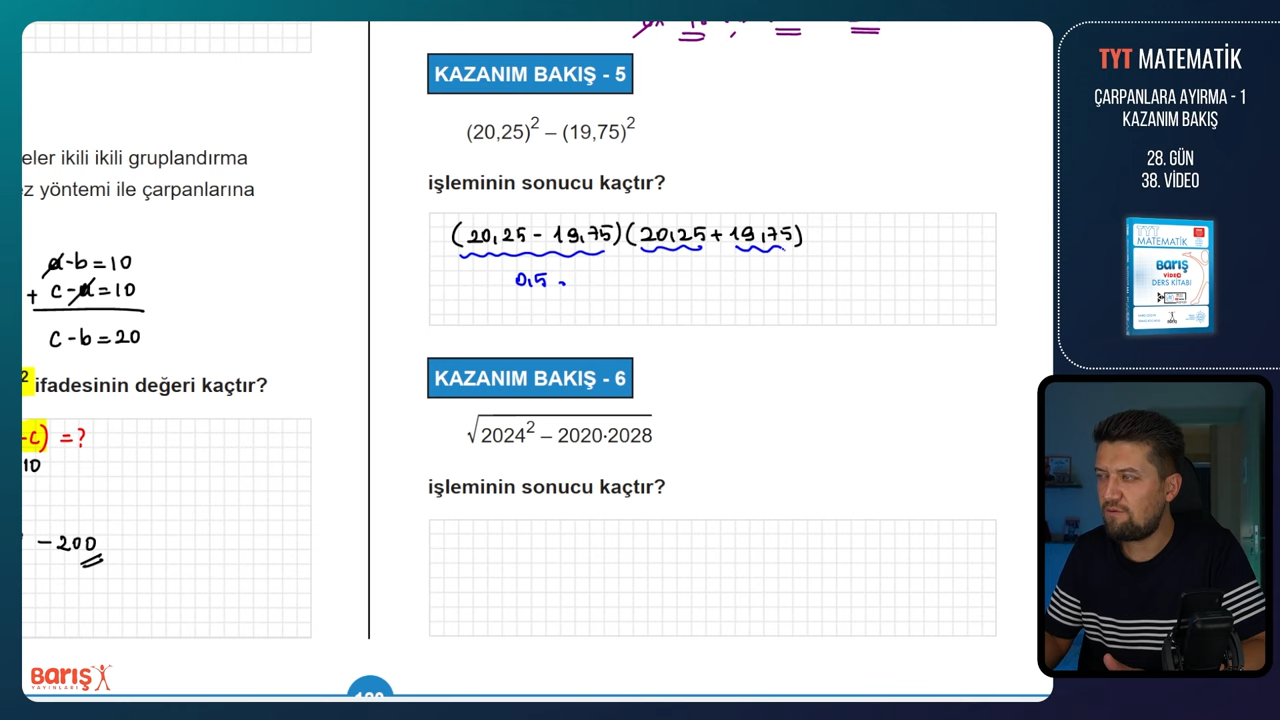 eler ikili ikili gruplandırma
ez yöntemi ile çarpanlarına
a-b=10
+ c-a=10
c-b=20
2 ifadesinin değeri kaçtır?
-c) =?
10
-200
BARIŞ
YAYINLARI
KAZANIM BAKIŞ - 5
(20,25)² – (19,75)²
işleminin sonucu kaçtır?
(20,25-19,75)(20,25+19,75)
0,5
KAZANIM BAKIŞ - 6
√2024² – 2020·2028
işleminin sonucu kaçtır?
TYT MATEMATİK
ÇARPANLARA AYIRMA - 1
KAZANIM BAKIŞ
28. GÜN
38. VİDEO
TYT
MATEMATİK
BARIŞ
VİDEO
DERS KİTABI